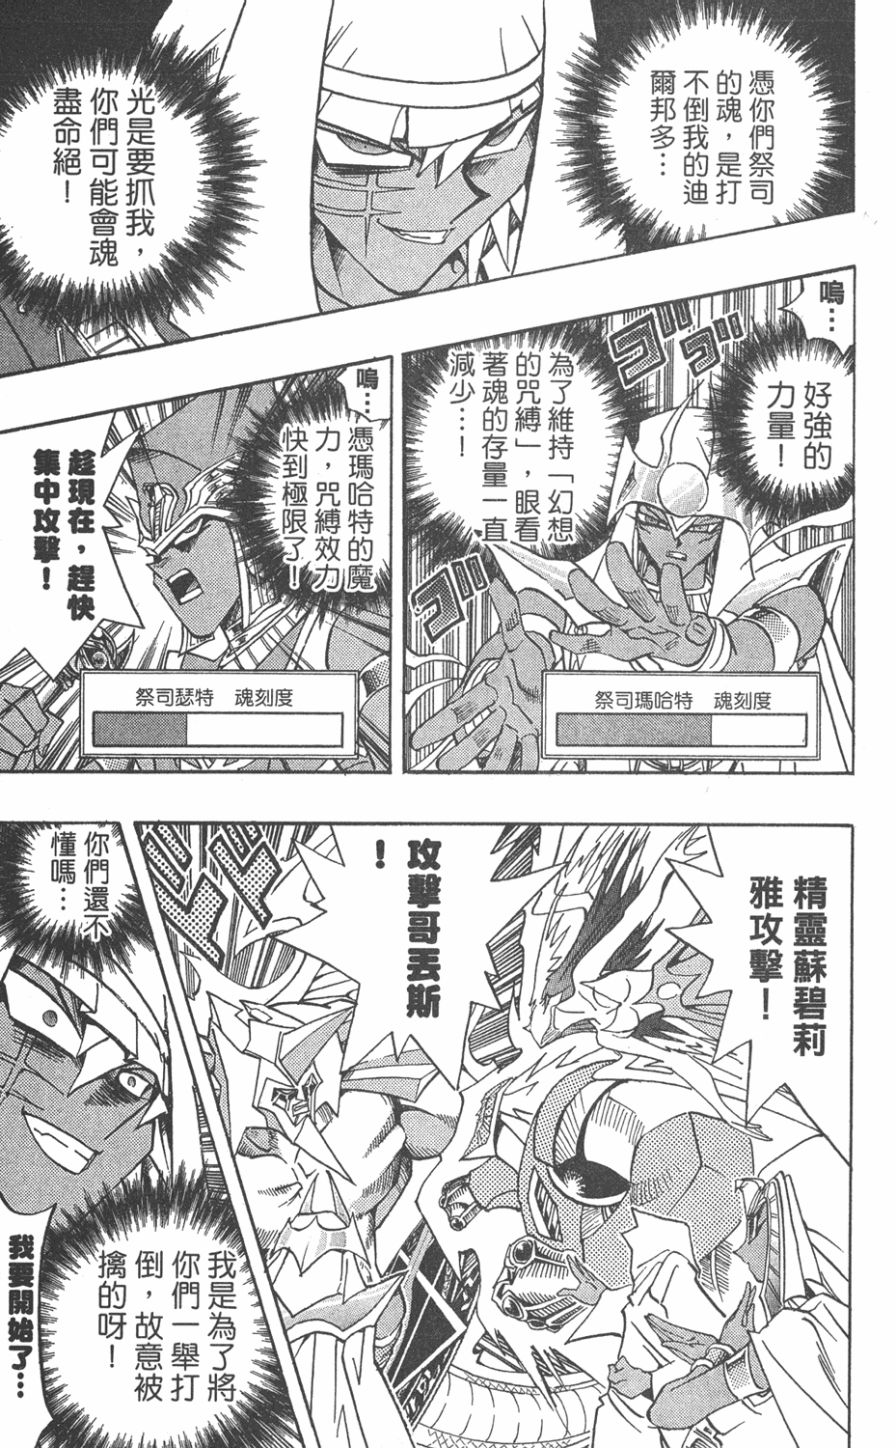 憑你們祭司
的魂，是打
不倒我的迪
爾邦多…
光是要抓我，
你們可能會魂
盡命絕！
嗚…
好強的
力量！
ゴゴ
為了維持「幻想
的咒縛」，眼看
著魂的存量一直
減少…！
ゴゴ
祭司瑪哈特 魂刻度
嗚…
憑瑪哈特的魔
力，咒縛效力
快到極限了！
趁現在，趕快
集中攻擊！
祭司瑟特 魂刻度
精靈蘇碧莉
雅攻擊！
攻擊哥丟斯
！
你們還不
懂嗎…
我是為了將
你們一舉打
倒，故意被
擒的呀！
我要開始了…